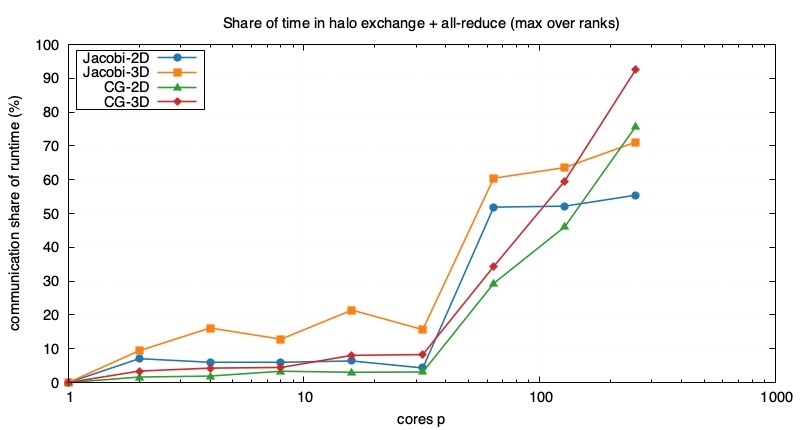 Share of time in halo exchange + all-reduce (max over ranks)
communication share of runtime (%)
100
90
80
70
60
50
40
30
20
10
0
Jacobi-2D
Jacobi-3D
CG-2D
CG-3D
1 10 100 1000
cores p